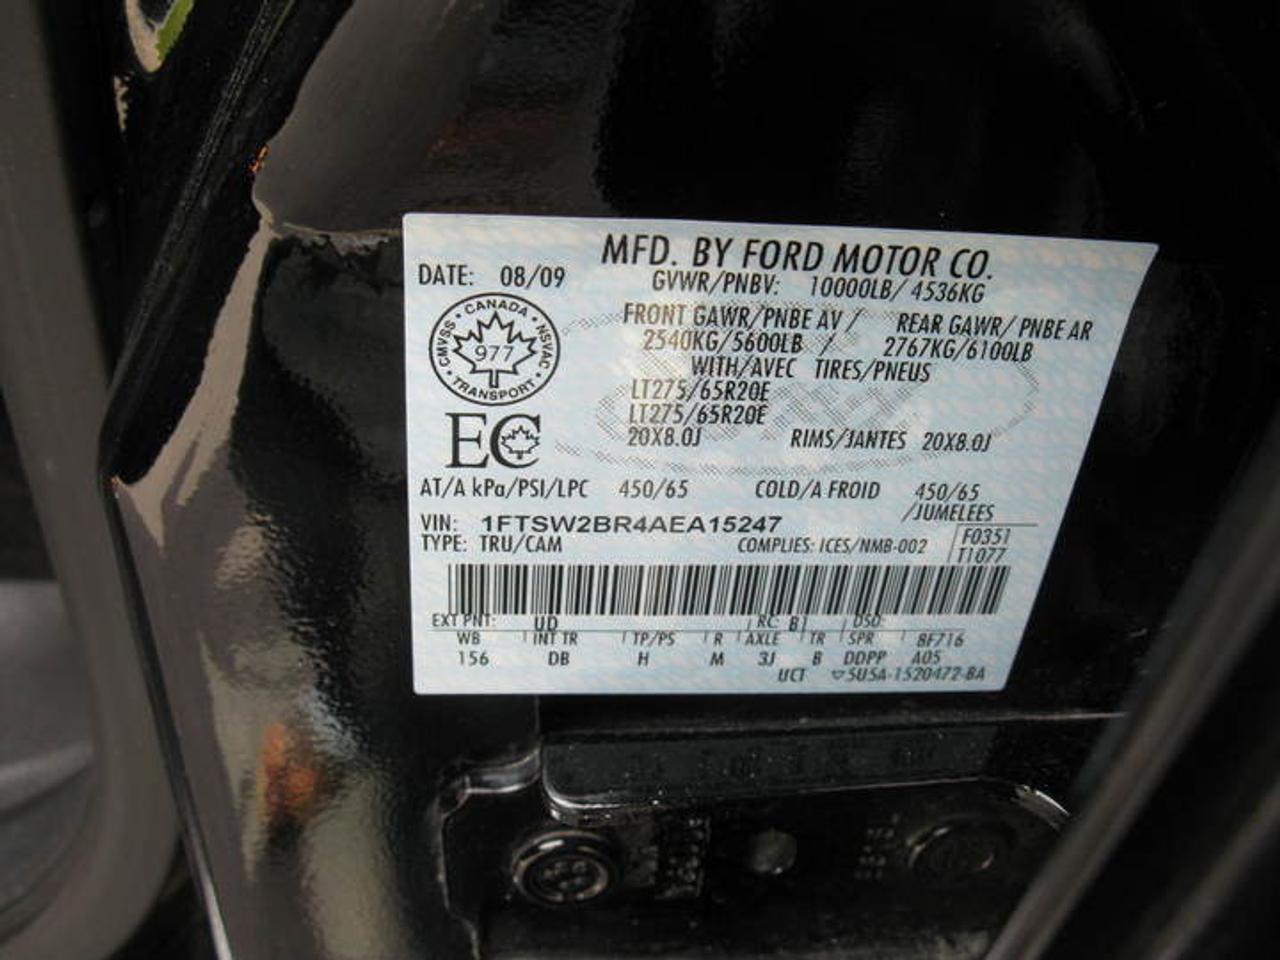 MFD. BY FORD MOTOR CO.
DATE: 08/09 GVWR/PNBV: 10000LB/ 4536KG
FRONT GAWR/PNBE AV / REAR GAWR/ PNBE AR
2540KG/5600LB / 2767KG/6100LB
WITH/AVEC TIRES/PNEUS
LT275/65R20E
LT275/65R20E
20X8.0J RIMS/JANTES 20X8.0J
CANADA
CMVSS NSVAC
977
TRANSPORT
EC
AT/A kPa/PSI/LPC 450/65 COLD/A FROID 450/65
/JUMELEES
VIN: 1FTSW2BR4AEA15247
F0351
TYPE: TRU/CAM COMPLIES: ICES/NMB-002
T1077
EXT PNT: UD RC: B1 DSO:
WB INT TR TP/PS R AXLE TR SPR 8F716
156 DB H M 3J B DDPP A05
UCT ▽5U5A-1520472-BA